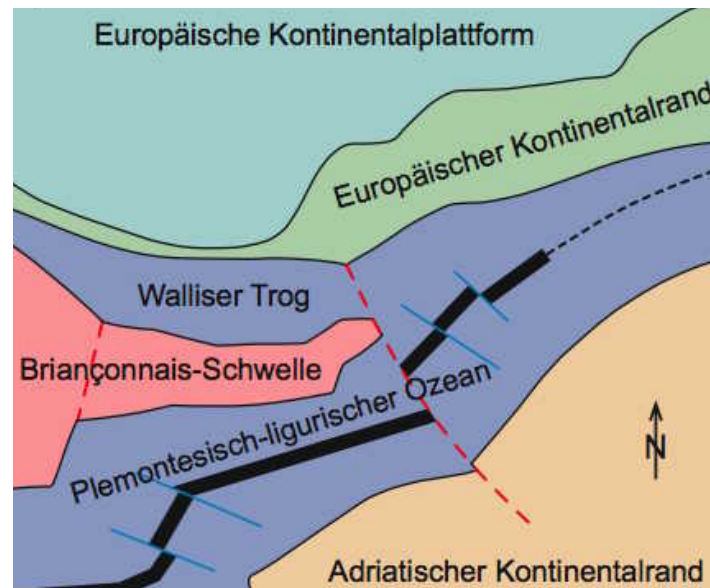 Europäische Kontinentalplattform
Europäischer Kontinentalrand
Walliser Trog
Briançonnais-Schwelle
Plemontesisch-ligurischer Ozean
N
Adriatischer Kontinentalrand